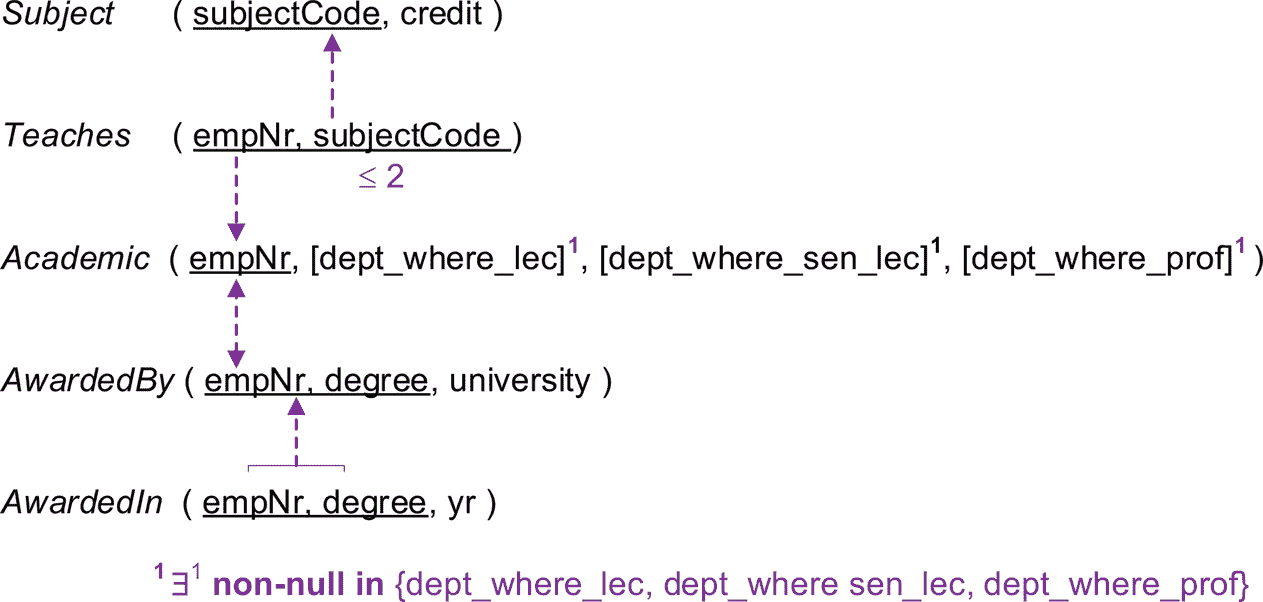 Subject ( subjectCode, credit )
Teaches ( empNr, subjectCode )
≤ 2
Academic ( empNr, [dept_where_lec]¹, [dept_where_sen_lec]¹, [dept_where_prof]¹ )
AwardedBy ( empNr, degree, university )
AwardedIn ( empNr, degree, yr )
¹ ∃¹ non-null in {dept_where_lec, dept_where sen_lec, dept_where_prof}